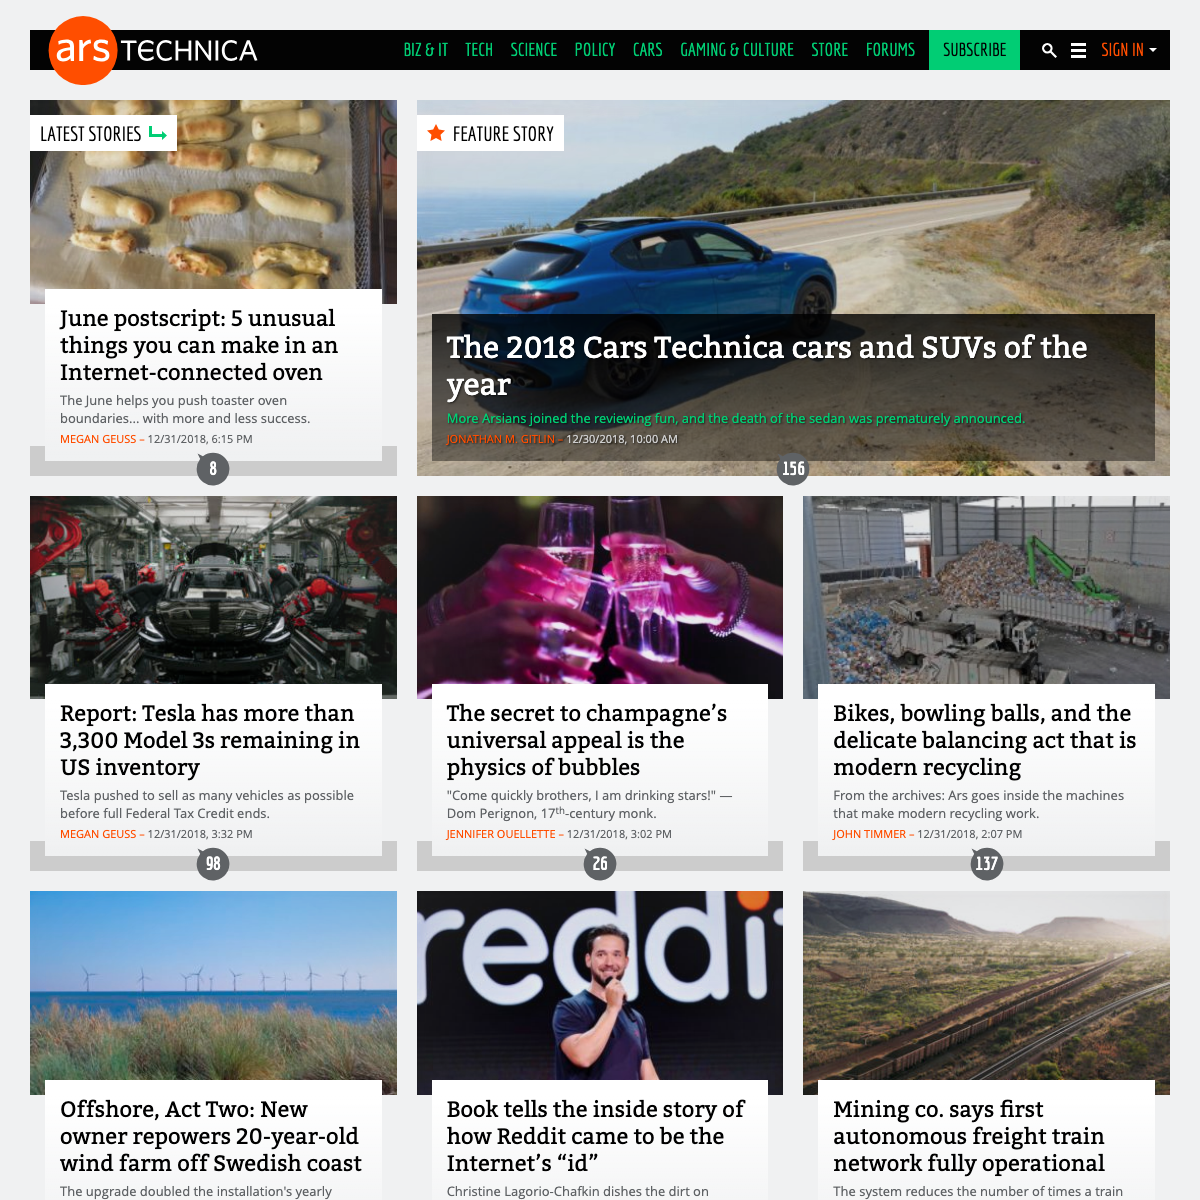 ars TECHNICA
BIZ & IT TECH SCIENCE POLICY CARS GAMING & CULTURE STORE FORUMS SUBSCRIBE SIGN IN
LATEST STORIES
June postscript: 5 unusual
things you can make in an
Internet-connected oven
The June helps you push toaster oven
boundaries... with more and less success.
MEGAN GEUSS – 12/31/2018, 6:15 PM
8
FEATURE STORY
The 2018 Cars Technica cars and SUVs of the
year
More Arsians joined the reviewing fun, and the death of the sedan was prematurely announced.
JONATHAN M. GITLIN – 12/30/2018, 10:00 AM
156
Report: Tesla has more than
3,300 Model 3s remaining in
US inventory
Tesla pushed to sell as many vehicles as possible
before full Federal Tax Credit ends.
MEGAN GEUSS – 12/31/2018, 3:32 PM
98
The secret to champagne’s
universal appeal is the
physics of bubbles
"Come quickly brothers, I am drinking stars!" —
Dom Perignon, 17th-century monk.
JENNIFER OUELLETTE – 12/31/2018, 3:02 PM
26
Bikes, bowling balls, and the
delicate balancing act that is
modern recycling
From the archives: Ars goes inside the machines
that make modern recycling work.
JOHN TIMMER – 12/31/2018, 2:07 PM
137
Offshore, Act Two: New
owner repowers 20-year-old
wind farm off Swedish coast
The upgrade doubled the installation's yearly
reddit
Book tells the inside story of
how Reddit came to be the
Internet’s “id”
Christine Lagorio-Chafkin dishes the dirt on
Mining co. says first
autonomous freight train
network fully operational
The system reduces the number of times a train